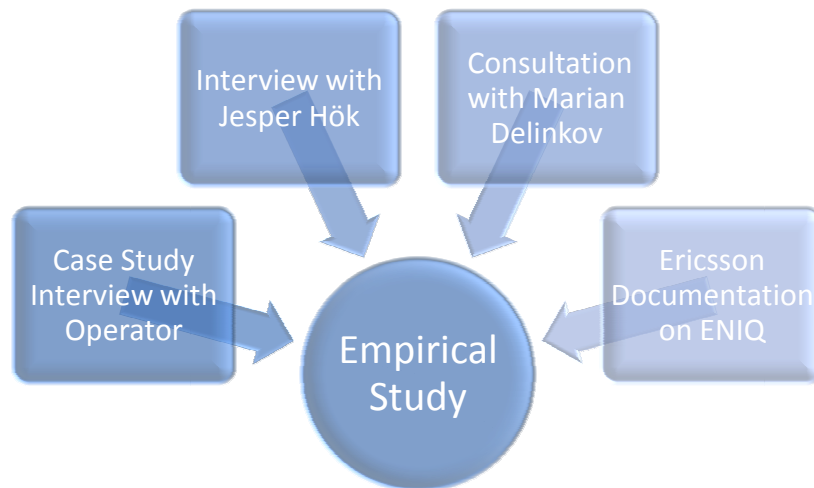 Interview with
Jesper Hök
Consultation
with Marian
Delinkov
Case Study
Interview with
Operator
Ericsson
Documentation
on ENIQ
Empirical
Study